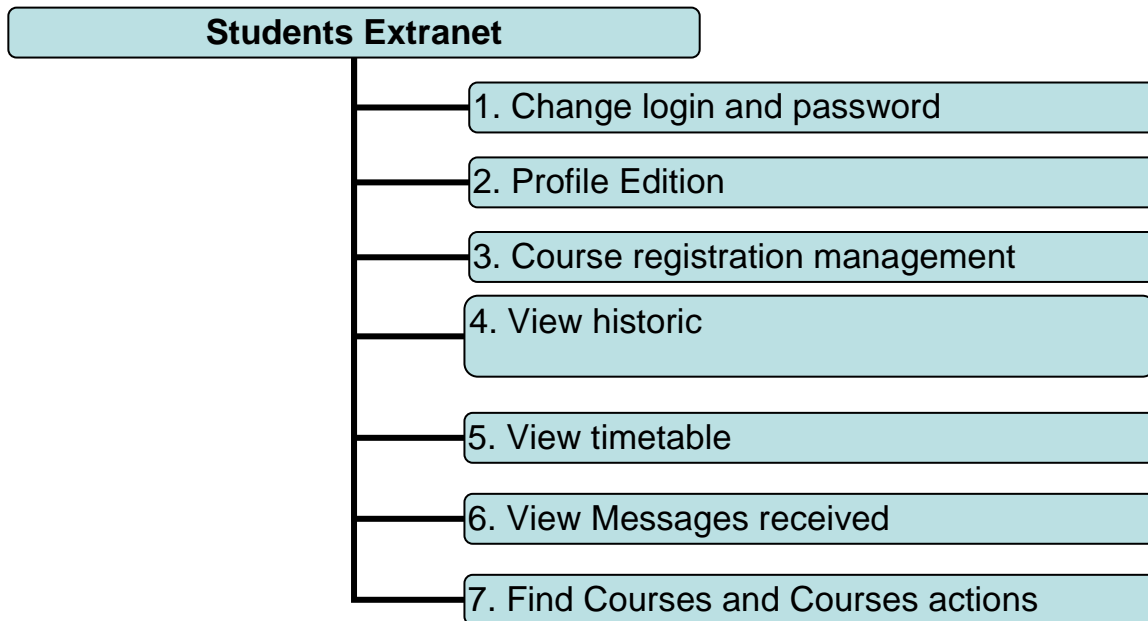 Students Extranet
1. Change login and password
2. Profile Edition
3. Course registration management
4. View historic
5. View timetable
6. View Messages received
7. Find Courses and Courses actions